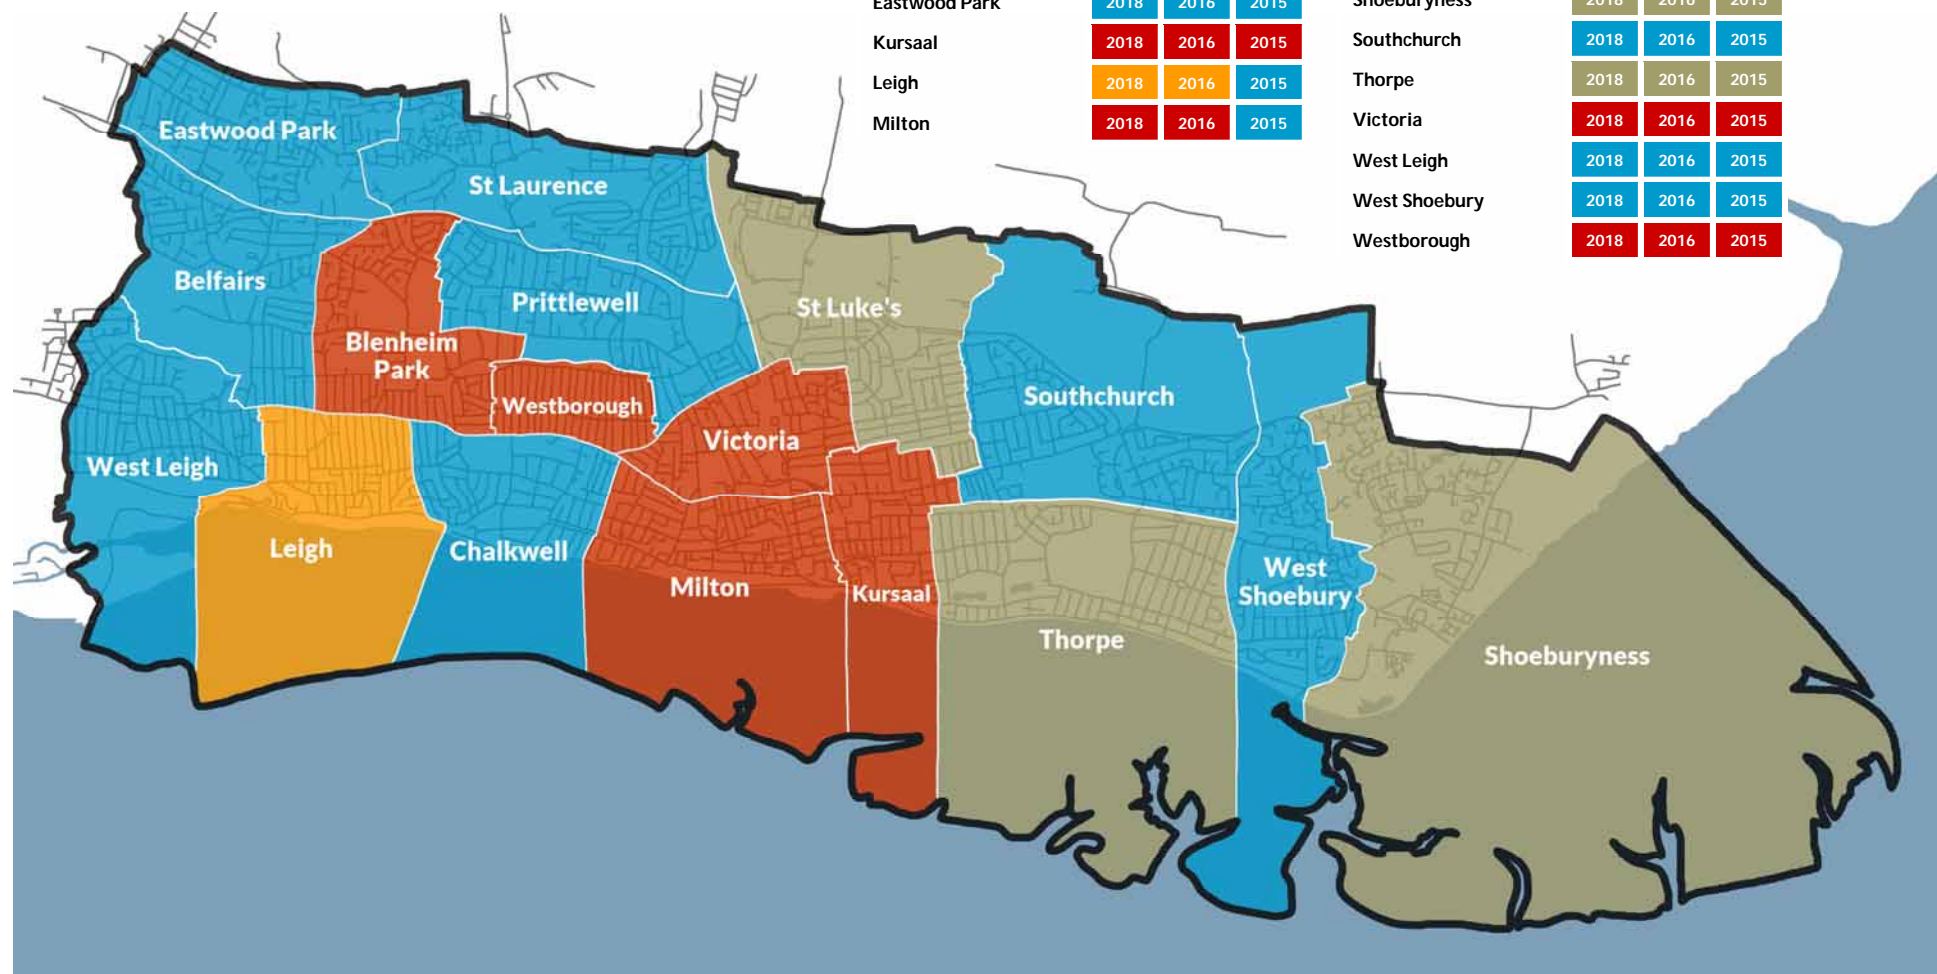 Eastwood Park 2018 2016 2015
Kursaal 2018 2016 2015
Leigh 2018 2016 2015
Milton 2018 2016 2015
Shoeburyness 2018 2016 2015
Southchurch 2018 2016 2015
Thorpe 2018 2016 2015
Victoria 2018 2016 2015
West Leigh 2018 2016 2015
West Shoebury 2018 2016 2015
Westborough 2018 2016 2015
Eastwood Park
St Laurence
Belfairs
Prittlewell
St Luke's
Blenheim
Park
Westborough
Southchurch
Victoria
West Leigh
Leigh
Chalkwell
Milton
Kursaal
West
Shoebury
Thorpe
Shoeburyness